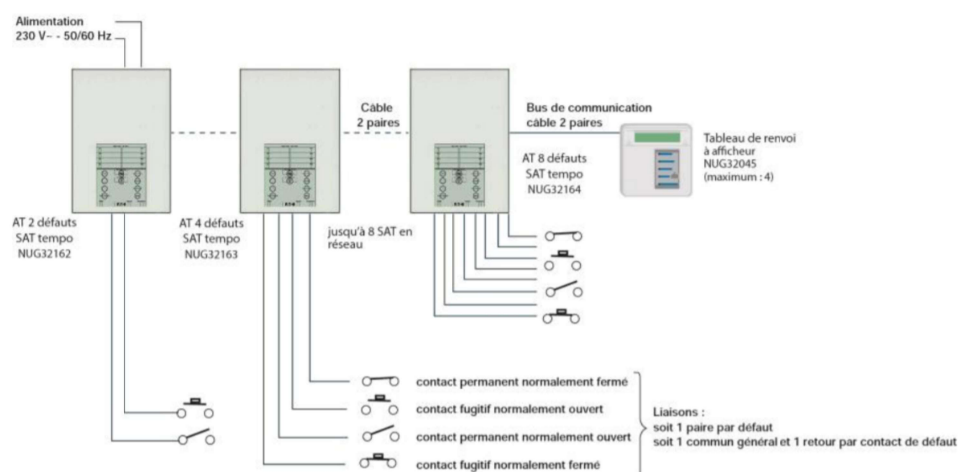 Alimentation
230 V~ - 50/60 Hz
Câble
2 paires
Bus de communication
câble 2 paires
Tableau de renvoi
à afficheur
NUG32045
(maximum : 4)
AT 8 défauts
SAT tempo
NUG32164
AT 2 défauts
SAT tempo
NUG32162
AT 4 défauts
SAT tempo
NUG32163
jusqu'à 8 SAT en
réseau
contact permanent normalement fermé
contact fugitif normalement ouvert
contact permanent normalement ouvert
contact fugitif normalement fermé
Liaisons :
soit 1 paire par défaut
soit 1 commun général et 1 retour par contact de défaut